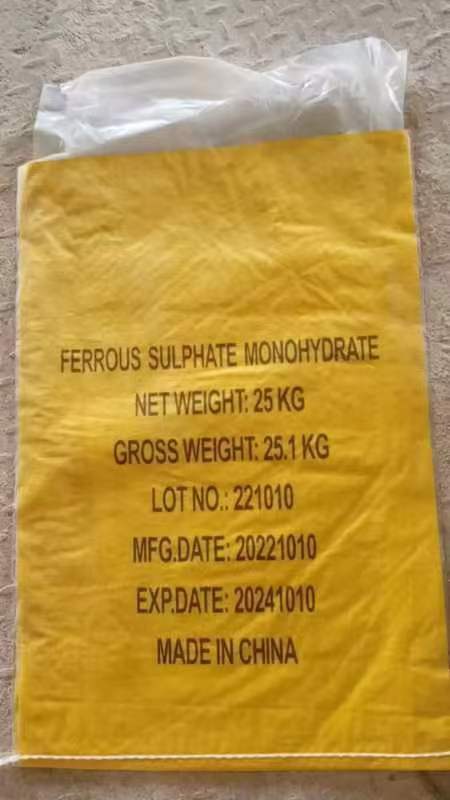 FERROUS SULPHATE MONOHYDRATE
NET WEIGHT: 25 KG
GROSS WEIGHT: 25.1 KG
LOT NO.: 221010
MFG.DATE: 20221010
EXP.DATE: 20241010
MADE IN CHINA